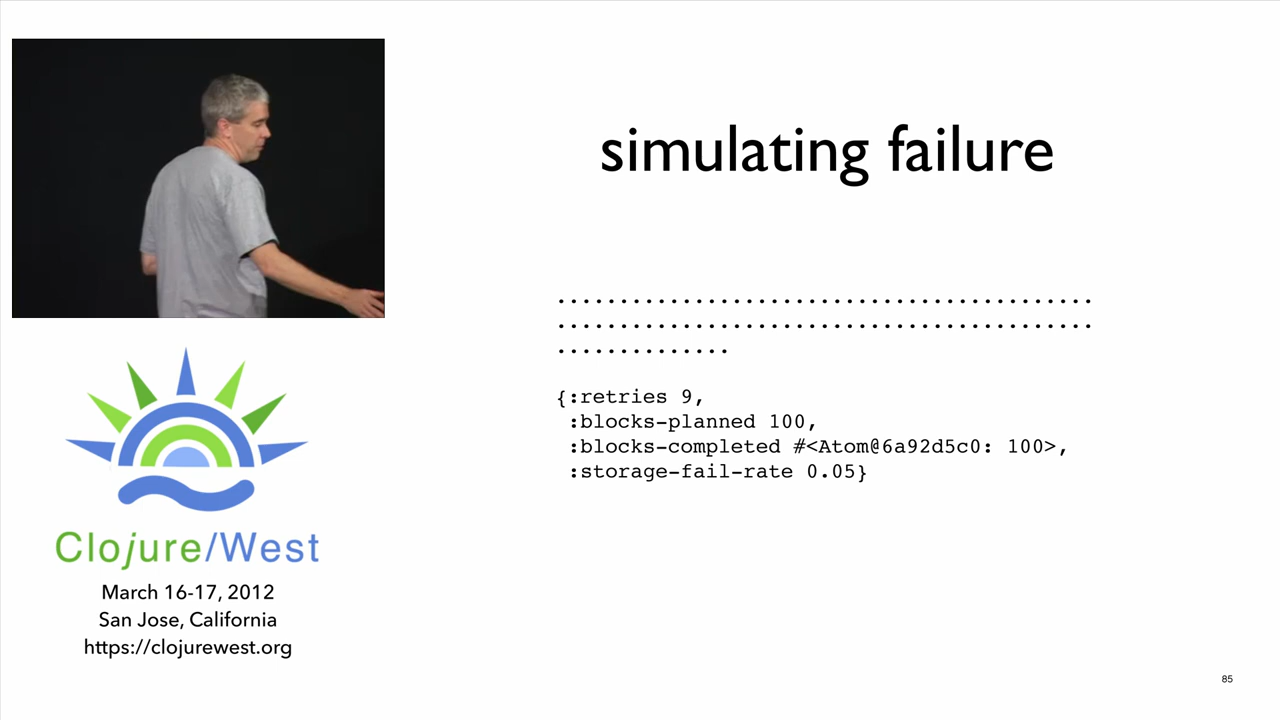 simulating failure
...........................................
...........................................
..............
{:retries 9,
:blocks-planned 100,
:blocks-completed #<Atom@6a92d5c0: 100>,
:storage-fail-rate 0.05}
Clojure/West
March 16-17, 2012
San Jose, California
https://clojurewest.org
85